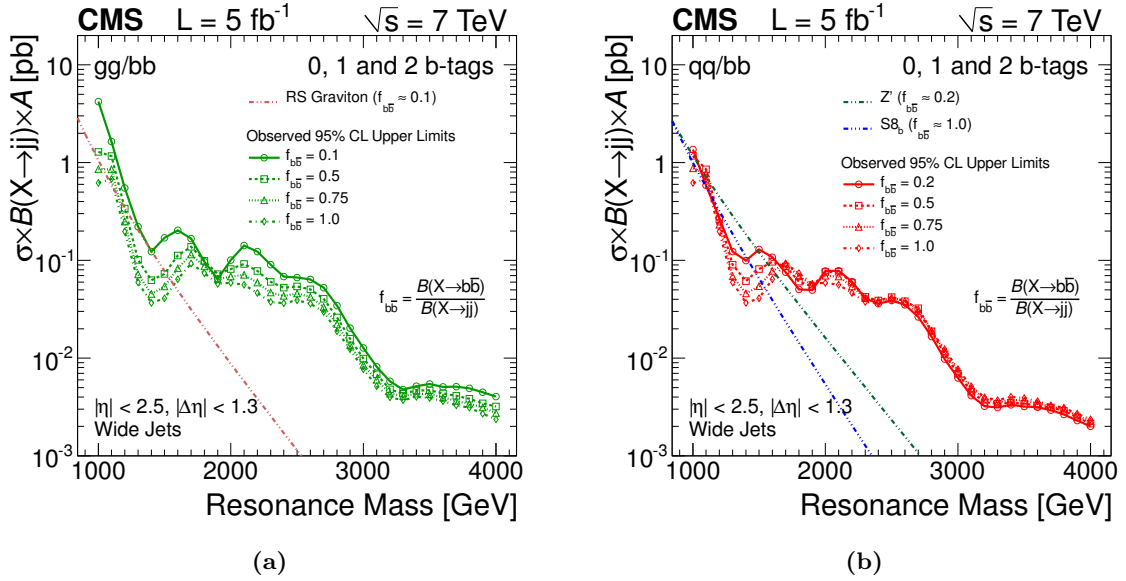 CMS L = 5 fb⁻¹ √s = 7 TeV
σ×B(X→jj)×A [pb]
10
1
10⁻¹
10⁻²
10⁻³
gg/bb 0, 1 and 2 b-tags
RS Graviton (f_bb̅ ≈ 0.1)
Observed 95% CL Upper Limits
f_bb̅ = 0.1
f_bb̅ = 0.5
f_bb̅ = 0.75
f_bb̅ = 1.0
f_bb̅ = B(X→bb̅)/B(X→jj)
|η| < 2.5, |Δη| < 1.3
Wide Jets
1000 2000 3000 4000
Resonance Mass [GeV]
(a)
CMS L = 5 fb⁻¹ √s = 7 TeV
σ×B(X→jj)×A [pb]
10
1
10⁻¹
10⁻²
10⁻³
qq/bb 0, 1 and 2 b-tags
Z' (f_bb̅ ≈ 0.2)
S8_b (f_bb̅ ≈ 1.0)
Observed 95% CL Upper Limits
f_bb̅ = 0.2
f_bb̅ = 0.5
f_bb̅ = 0.75
f_bb̅ = 1.0
f_bb̅ = B(X→bb̅)/B(X→jj)
|η| < 2.5, |Δη| < 1.3
Wide Jets
1000 2000 3000 4000
Resonance Mass [GeV]
(b)